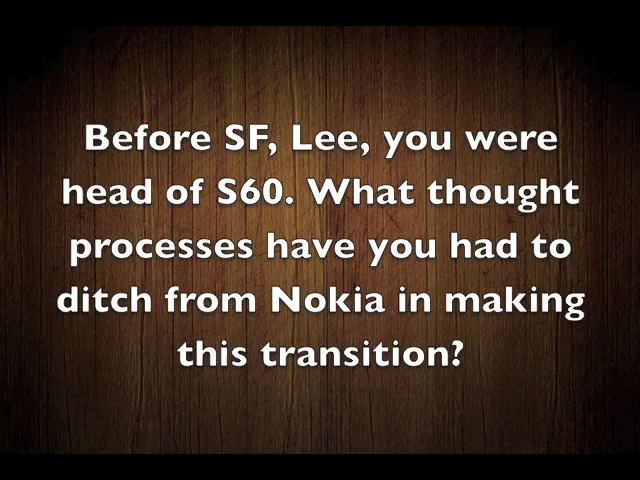 Before SF, Lee, you were
head of S60. What thought
processes have you had to
ditch from Nokia in making
this transition?